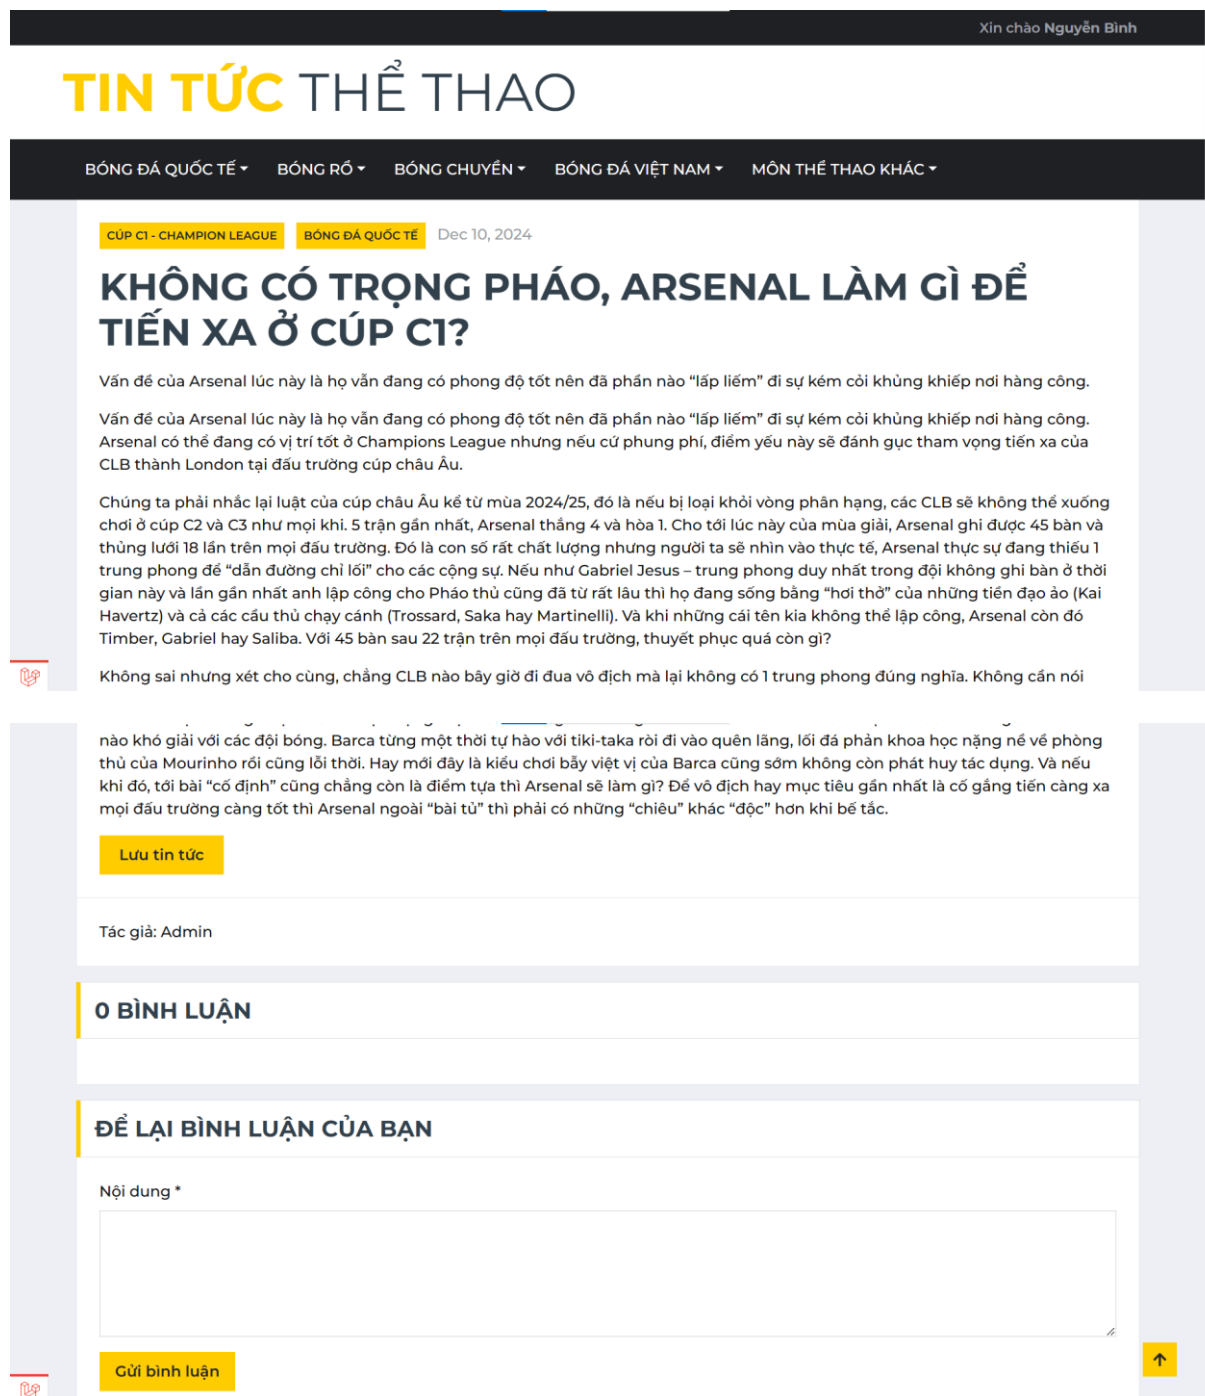 Xin chào Nguyễn Bình
TIN TỨC THỂ THAO
BÓNG ĐÁ QUỐC TẾ BÓNG RỔ BÓNG CHUYỀN BÓNG ĐÁ VIỆT NAM MÔN THỂ THAO KHÁC
CÚP C1 - CHAMPION LEAGUE BÓNG ĐÁ QUỐC TẾ Dec 10, 2024
KHÔNG CÓ TRỌNG PHÁO, ARSENAL LÀM GÌ ĐỂ
TIẾN XA Ở CÚP C1?
Vấn đề của Arsenal lúc này là họ vẫn đang có phong độ tốt nên đã phần nào “lấp liếm” đi sự kém cỏi khủng khiếp nơi hàng công.
Vấn đề của Arsenal lúc này là họ vẫn đang có phong độ tốt nên đã phần nào “lấp liếm” đi sự kém cỏi khủng khiếp nơi hàng công.
Arsenal có thể đang có vị trí tốt ở Champions League nhưng nếu cứ phung phí, điểm yếu này sẽ đánh gục tham vọng tiến xa của
CLB thành London tại đấu trường cúp châu Âu.
Chúng ta phải nhắc lại luật của cúp châu Âu kể từ mùa 2024/25, đó là nếu bị loại khỏi vòng phân hạng, các CLB sẽ không thể xuống
chơi ở cúp C2 và C3 như mọi khi. 5 trận gần nhất, Arsenal thắng 4 và hòa 1. Cho tới lúc này của mùa giải, Arsenal ghi được 45 bàn và
thủng lưới 18 lần trên mọi đấu trường. Đó là con số rất chất lượng nhưng người ta sẽ nhìn vào thực tế, Arsenal thực sự đang thiếu 1
trung phong để “dẫn đường chỉ lối” cho các cộng sự. Nếu như Gabriel Jesus – trung phong duy nhất trong đội không ghi bàn ở thời
gian này và lần gần nhất anh lập công cho Pháo thủ cũng đã từ rất lâu thì họ đang sống bằng “hơi thở” của những tiền đạo ảo (Kai
Havertz) và cả các cầu thủ chạy cánh (Trossard, Saka hay Martinelli). Và khi những cái tên kia không thể lập công, Arsenal còn đó
Timber, Gabriel hay Saliba. Với 45 bàn sau 22 trận trên mọi đấu trường, thuyết phục quá còn gì?
Không sai nhưng xét cho cùng, chẳng CLB nào bây giờ đi đua vô địch mà lại không có 1 trung phong đúng nghĩa. Không cần nói
nào khó giải với các đội bóng. Barca từng một thời tự hào với tiki-taka ròi đi vào quên lãng, lối đá phản khoa học nặng nề về phòng
thủ của Mourinho rồi cũng lỗi thời. Hay mới đây là kiểu chơi bẫy việt vị của Barca cũng sớm không còn phát huy tác dụng. Và nếu
khi đó, tới bài “cố định” cũng chẳng còn là điểm tựa thì Arsenal sẽ làm gì? Để vô địch hay mục tiêu gần nhất là cố gắng tiến càng xa
mọi đấu trường càng tốt thì Arsenal ngoài “bài tủ” thì phải có những “chiêu” khác “độc” hơn khi bế tắc.
Lưu tin tức
Tác giả: Admin
0 BÌNH LUẬN
ĐỂ LẠI BÌNH LUẬN CỦA BẠN
Nội dung *
Gửi bình luận